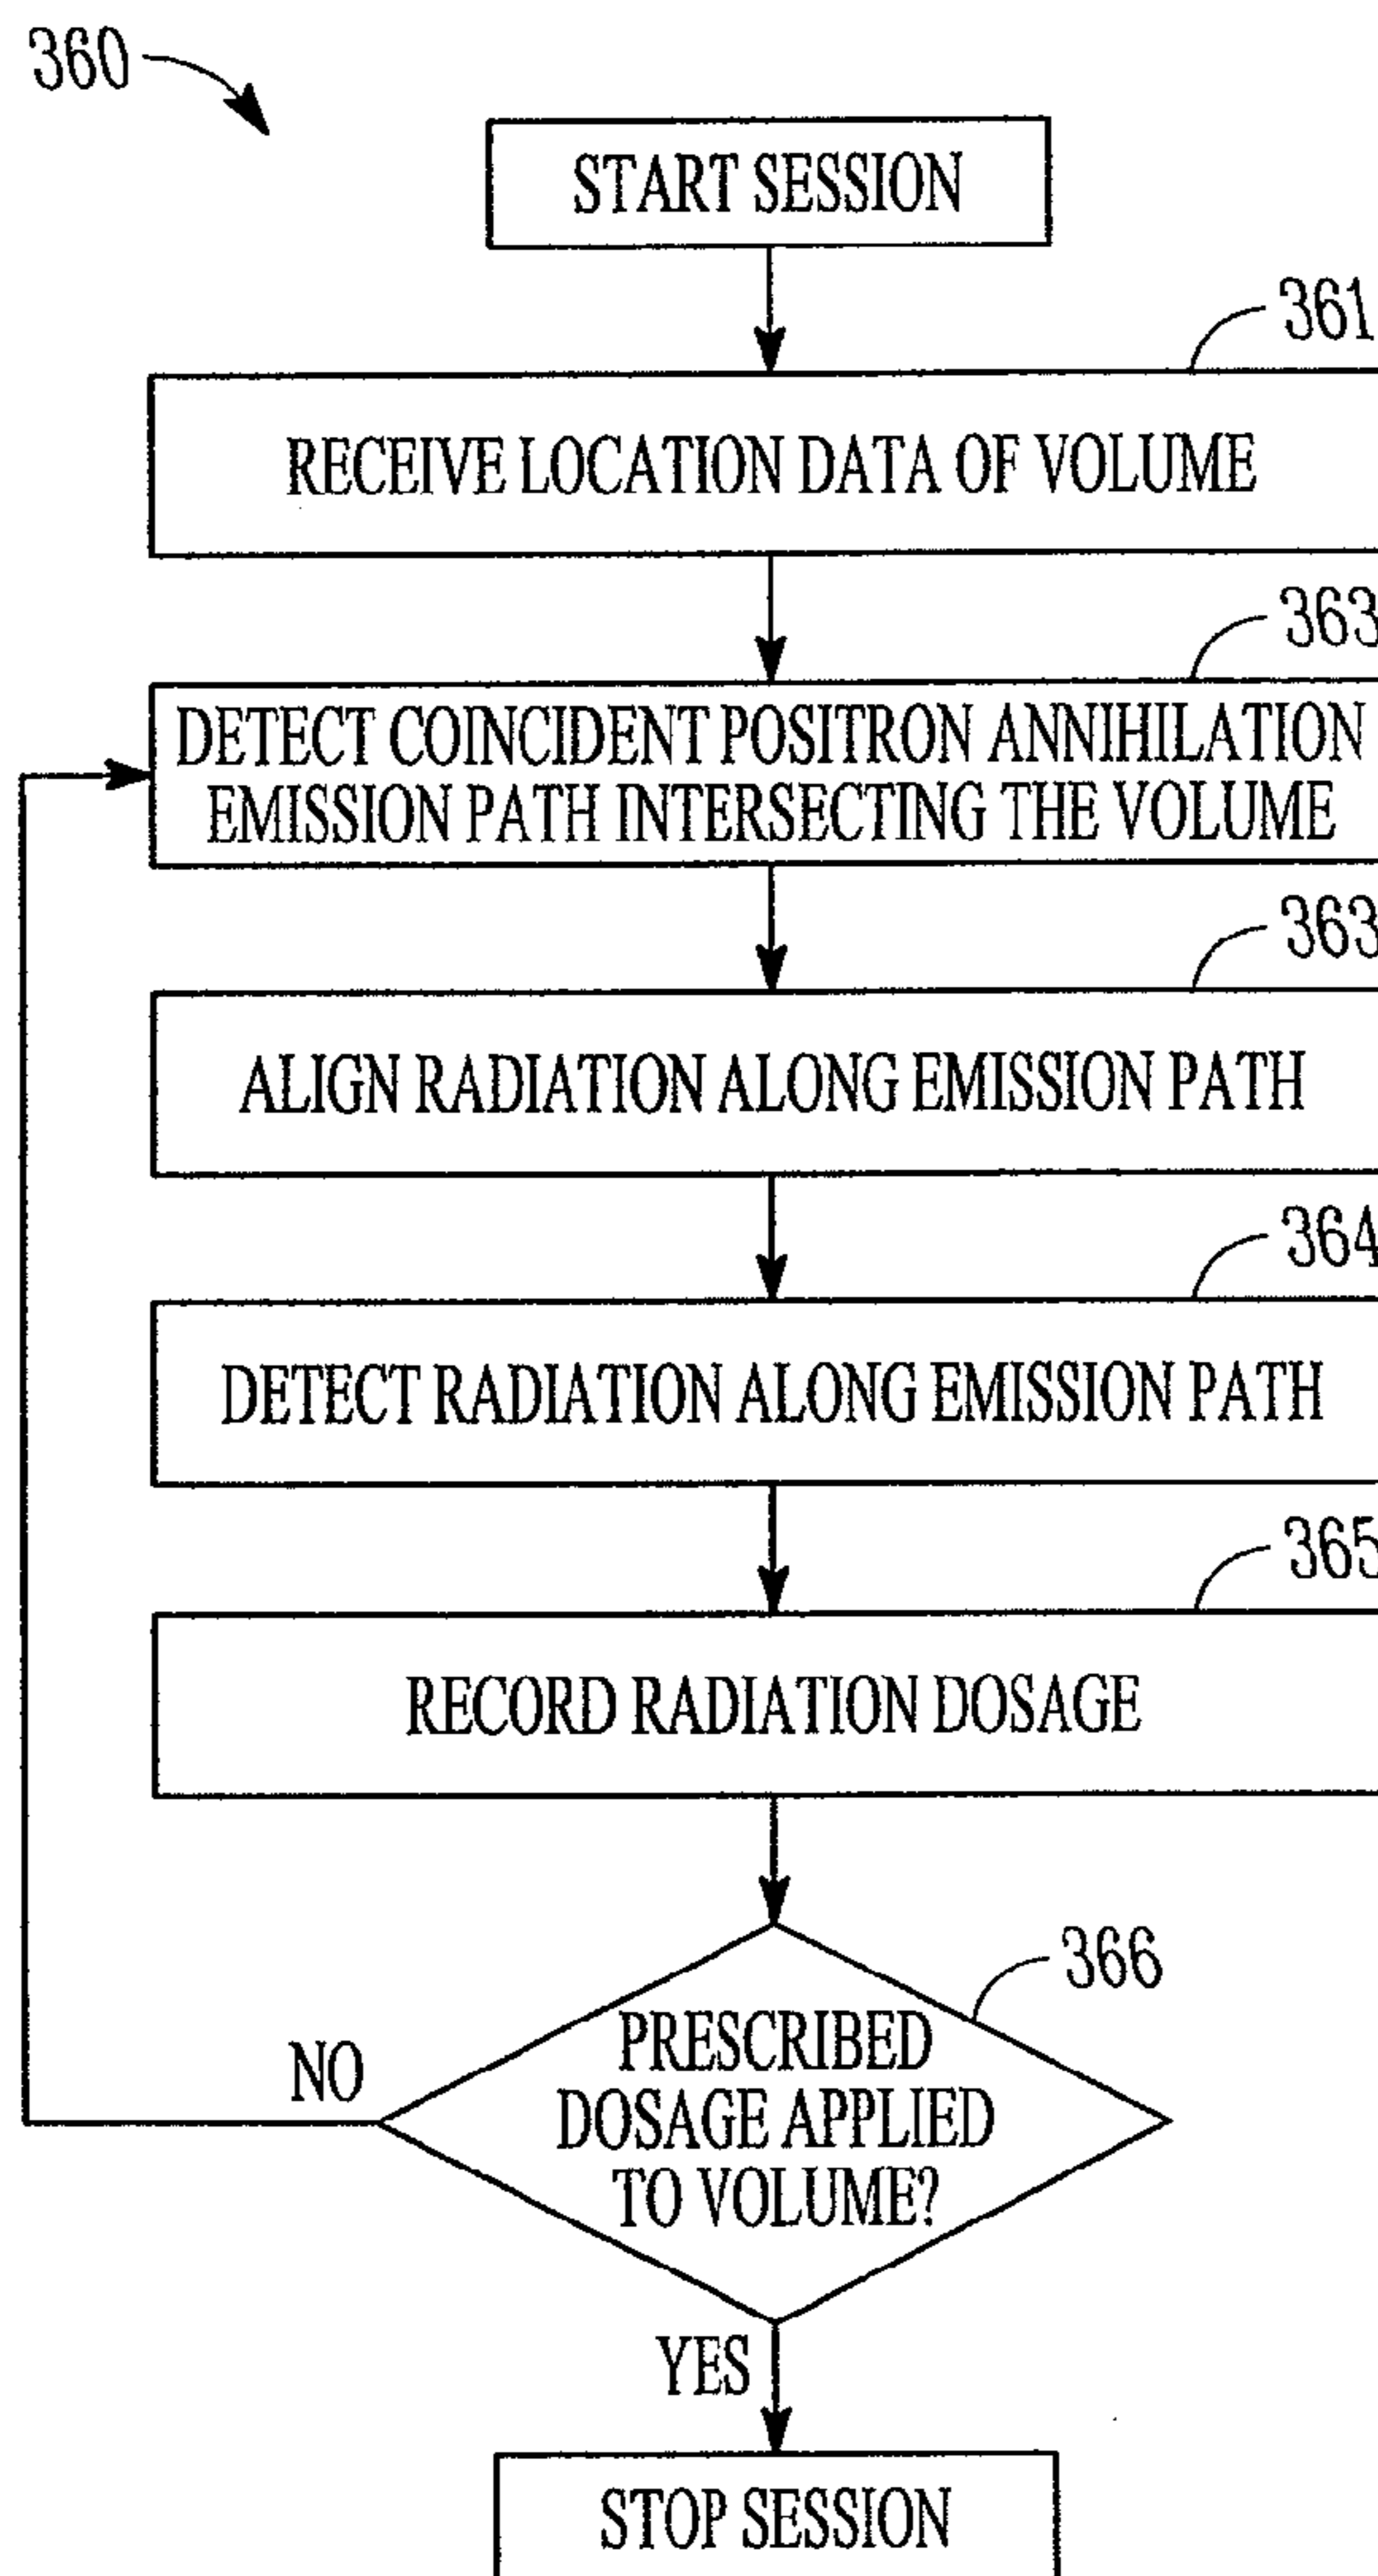 360
START SESSION
361
RECEIVE LOCATION DATA OF VOLUME
363
DETECT COINCIDENT POSITRON ANNIHILATION
EMISSION PATH INTERSECTING THE VOLUME
363
ALIGN RADIATION ALONG EMISSION PATH
364
DETECT RADIATION ALONG EMISSION PATH
365
RECORD RADIATION DOSAGE
366
PRESCRIBED
DOSAGE APPLIED
TO VOLUME?
NO
YES
STOP SESSION